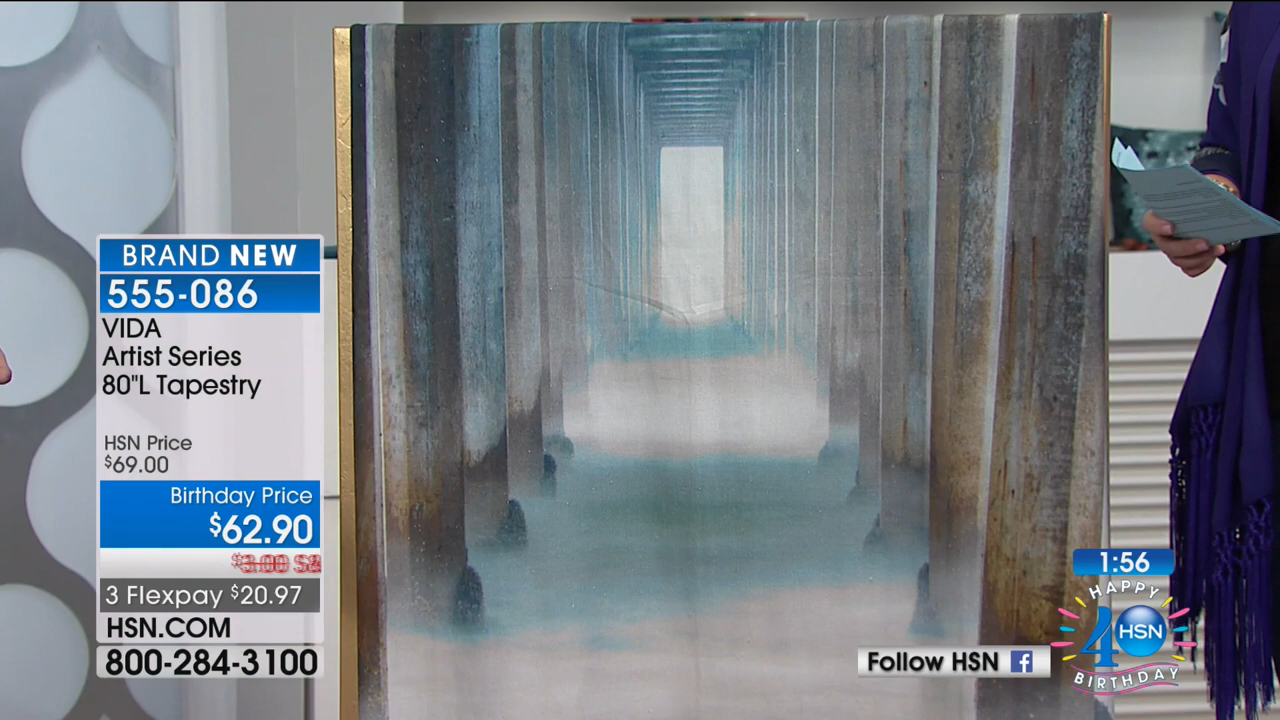 BRAND NEW
555-086
VIDA
Artist Series
80"L Tapestry
HSN Price
$69.00
Birthday Price
$62.90
3 Flexpay $20.97
HSN.COM
800-284-3100
1:56
HAPPY
40
HSN
BIRTHDAY
Follow HSN